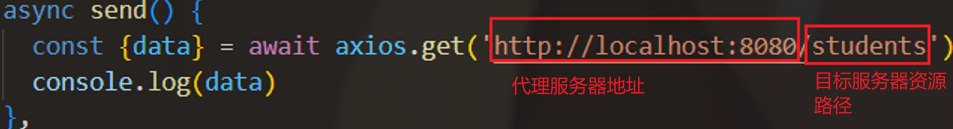 async send() {
const {data} = await axios.get('http://localhost:8080/students')
代理服务器地址
目标服务器资源
路径
console.log(data)
},